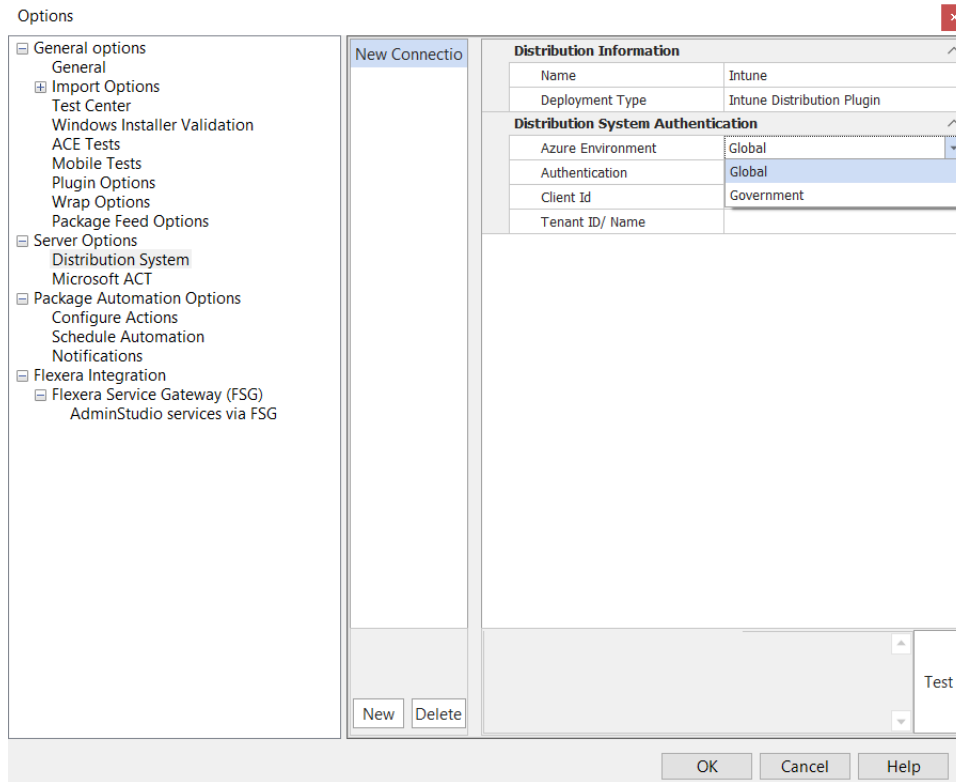 Options
General options
General
Import Options
Test Center
Windows Installer Validation
ACE Tests
Mobile Tests
Plugin Options
Wrap Options
Package Feed Options
Server Options
Distribution System
Microsoft ACT
Package Automation Options
Configure Actions
Schedule Automation
Notifications
Flexera Integration
Flexera Service Gateway (FSG)
AdminStudio services via FSG
New Connectio
New Delete
Distribution Information
Name Intune
Deployment Type Intune Distribution Plugin
Distribution System Authentication
Azure Environment Global
Authentication Global
Client Id Government
Tenant ID/ Name
Test
OK Cancel Help